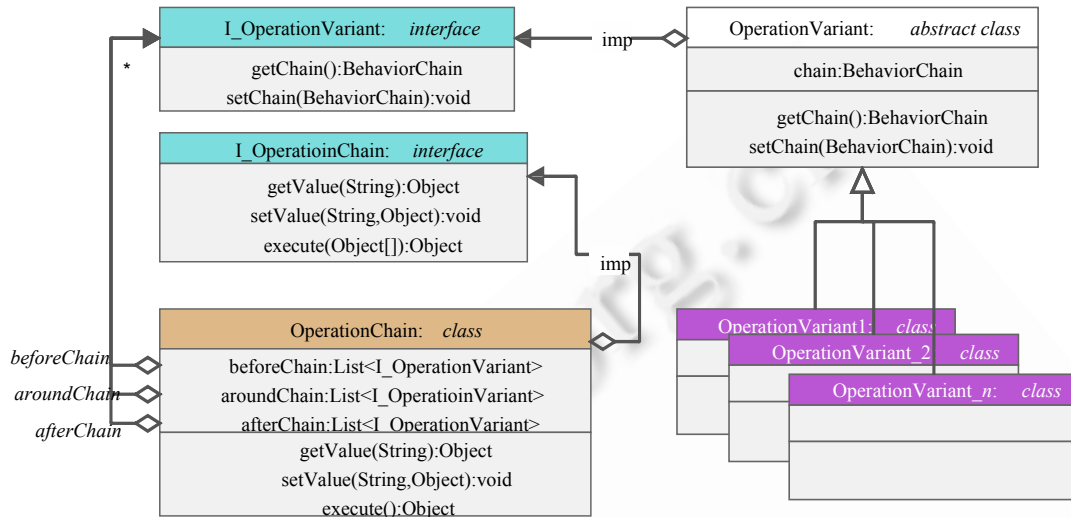 I_OperationVariant: interface
getChain():BehaviorChain
setChain(BehaviorChain):void
*
imp
OperationVariant: abstract class
chain:BehaviorChain
getChain():BehaviorChain
setChain(BehaviorChain):void
I_OperatioinChain: interface
getValue(String):Object
setValue(String,Object):void
execute(Object[]):Object
imp
OperationChain: class
beforeChain:List<I_OperationVariant>
aroundChain:List<I_OperatioinVariant>
afterChain:List<I_OperationVariant>
getValue(String):Object
setValue(String,Object):void
execute():Object
beforeChain
aroundChain
afterChain
OperationVariant1: class
OperationVariant_2 class
OperationVariant_n: class